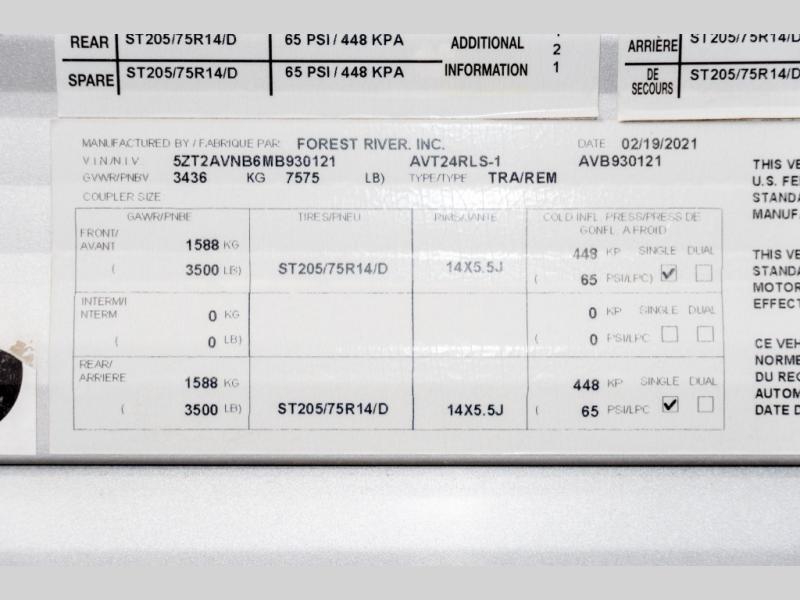 REAR ST205/75R14/D 65 PSI / 448 KPA ADDITIONAL 2 ARRIÈRE ST205/75R14/D
SPARE ST205/75R14/D 65 PSI / 448 KPA INFORMATION 1 DE SECOURS ST205/75R14/D
MANUFACTURED BY / FABRIQUE PAR: FOREST RIVER, INC. DATE 02/19/2021
V.I.N./N.I.V. 5ZT2AVNB6MB930121 AVT24RLS-1 AVB930121
GVWR/PNBV 3436 KG 7575 LB) TYPE/TYPE TRA/REM
COUPLER SIZE
GAWR/PNBE TIRES/PNEU RIMS/JANTE COLD INFL. PRESS/PRESS DE
GONFL. A FROID
FRONT/
AVANT 1588 KG 448 KP SINGLE DUAL
( 3500 LB) ST205/75R14/D 14X5.5J ( 65 PSI/LPC)
INTERM/I
NTERM 0 KG 0 KP SINGLE DUAL
( 0 LB) ( 0 PSI/LPC
REAR/
ARRIERE 1588 KG 448 KP SINGLE DUAL
( 3500 LB) ST205/75R14/D 14X5.5J ( 65 PSI/LPC
THIS VE
U.S. FE
STANDA
MANUF
THIS VE
STANDA
MOTOR
EFFECT
CE VEH
NORME
DU REG
AUTOM
DATE D